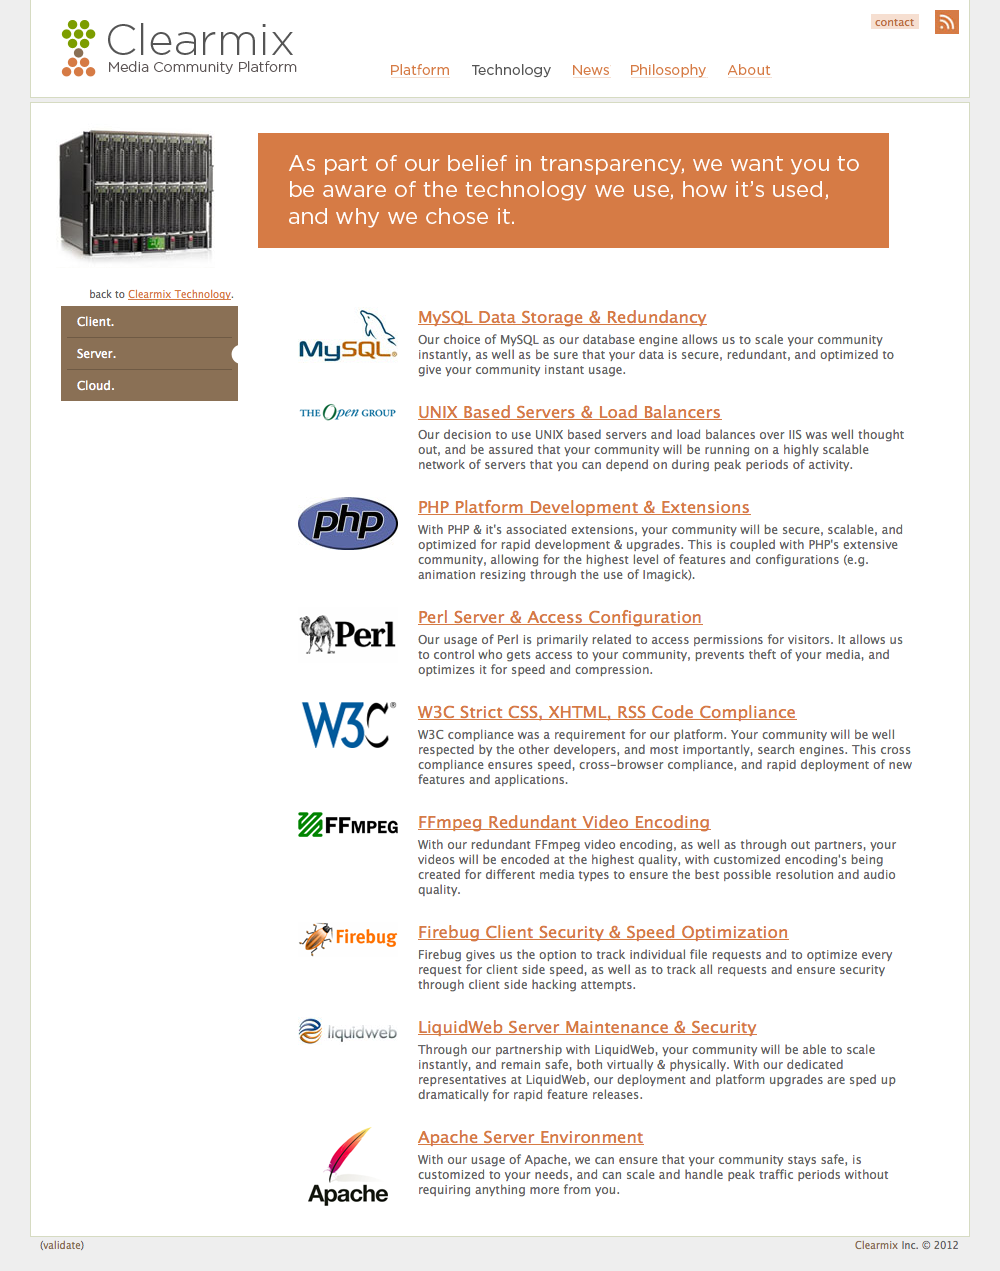 Clearmix
Media Community Platform
contact
Platform Technology News Philosophy About
As part of our belief in transparency, we want you to
be aware of the technology we use, how it's used,
and why we chose it.
back to Clearmix Technology.
Client.
Server.
Cloud.
MySQL®
MySQL Data Storage & Redundancy
Our choice of MySQL as our database engine allows us to scale your community
instantly, as well as be sure that your data is secure, redundant, and optimized to
give your community instant usage.
THE Open GROUP
UNIX Based Servers & Load Balancers
Our decision to use UNIX based servers and load balances over IIS was well thought
out, and be assured that your community will be running on a highly scalable
network of servers that you can depend on during peak periods of activity.
php
PHP Platform Development & Extensions
With PHP & it's associated extensions, your community will be secure, scalable, and
optimized for rapid development & upgrades. This is coupled with PHP's extensive
community, allowing for the highest level of features and configurations (e.g.
animation resizing through the use of Imagick).
Perl
Perl Server & Access Configuration
Our usage of Perl is primarily related to access permissions for visitors. It allows us
to control who gets access to your community, prevents theft of your media, and
optimizes it for speed and compression.
W3C®
W3C Strict CSS, XHTML, RSS Code Compliance
W3C compliance was a requirement for our platform. Your community will be well
respected by the other developers, and most importantly, search engines. This cross
compliance ensures speed, cross-browser compliance, and rapid deployment of new
features and applications.
FFMPEG
FFmpeg Redundant Video Encoding
With our redundant FFmpeg video encoding, as well as through out partners, your
videos will be encoded at the highest quality, with customized encoding's being
created for different media types to ensure the best possible resolution and audio
quality.
Firebug
Firebug Client Security & Speed Optimization
Firebug gives us the option to track individual file requests and to optimize every
request for client side speed, as well as to track all requests and ensure security
through client side hacking attempts.
liquidweb
LiquidWeb Server Maintenance & Security
Through our partnership with LiquidWeb, your community will be able to scale
instantly, and remain safe, both virtually & physically. With our dedicated
representatives at LiquidWeb, our deployment and platform upgrades are sped up
dramatically for rapid feature releases.
Apache
Apache Server Environment
With our usage of Apache, we can ensure that your community stays safe, is
customized to your needs, and can scale and handle peak traffic periods without
requiring anything more from you.
(validate)
Clearmix Inc. © 2012